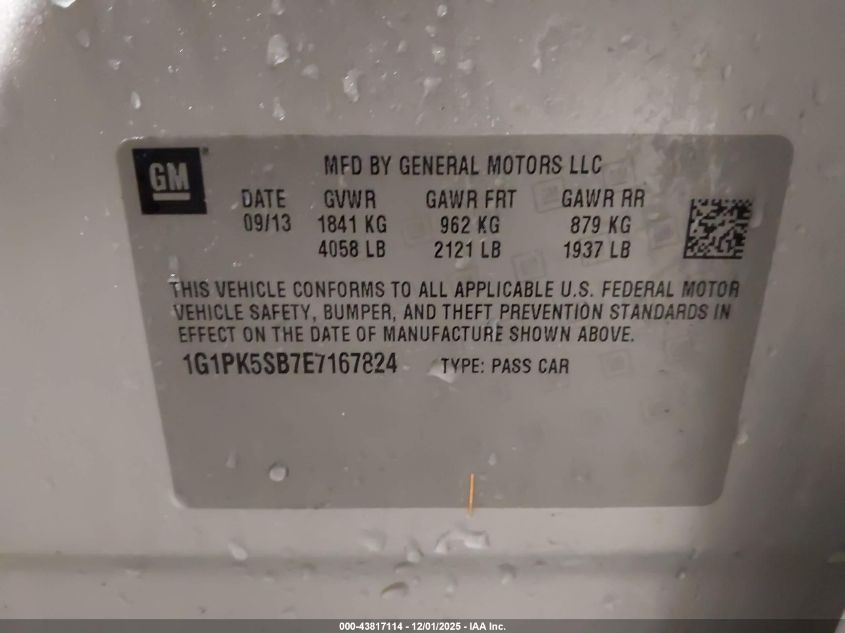 GM ®
MFD BY GENERAL MOTORS LLC
DATE GVWR GAWR FRT GAWR RR
09/13 1841 KG 962 KG 879 KG
4058 LB 2121 LB 1937 LB
THIS VEHICLE CONFORMS TO ALL APPLICABLE U.S. FEDERAL MOTOR
VEHICLE SAFETY, BUMPER, AND THEFT PREVENTION STANDARDS IN
EFFECT ON THE DATE OF MANUFACTURE SHOWN ABOVE.
1G1PK5SB7E7167824 TYPE: PASS CAR
000-43817114 - 12/01/2025 - IAA Inc.